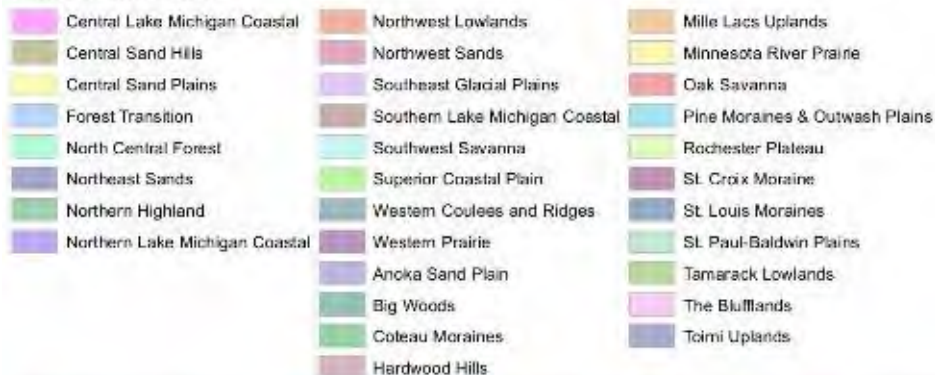 Central Lake Michigan Coastal
Central Sand Hills
Central Sand Plains
Forest Transition
North Central Forest
Northeast Sands
Northern Highland
Northern Lake Michigan Coastal
Northwest Lowlands
Northwest Sands
Southeast Glacial Plains
Southern Lake Michigan Coastal
Southwest Savanna
Superior Coastal Plain
Western Coulees and Ridges
Western Prairie
Anoka Sand Plain
Big Woods
Coteau Moraines
Hardwood Hills
Mille Lacs Uplands
Minnesota River Prairie
Oak Savanna
Pine Moraines & Outwash Plains
Rochester Plateau
St. Croix Moraine
St. Louis Moraines
St. Paul-Baldwin Plains
Tamarack Lowlands
The Blufflands
Toimi Uplands